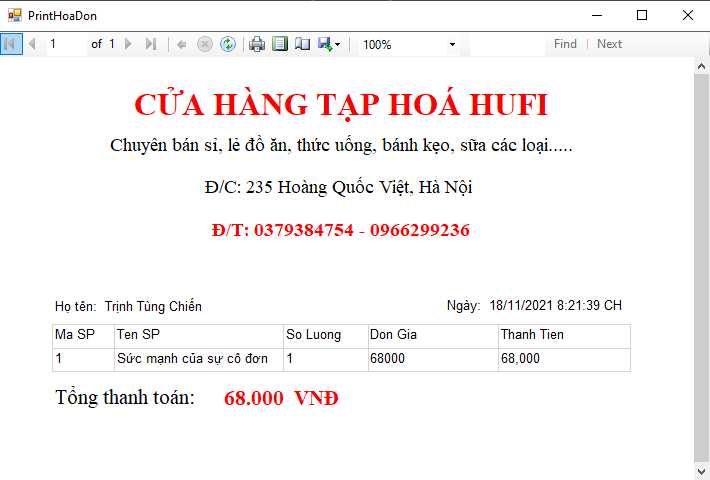 PrintHoaDon
1 of 1 100% Find | Next
CỬA HÀNG TẠP HOÁ HUFI
Chuyên bán sỉ, lẻ đồ ăn, thức uống, bánh kẹo, sữa các loại.....
Đ/C: 235 Hoàng Quốc Việt, Hà Nội
Đ/T: 0379384754 - 0966299236
Họ tên: Trịnh Tùng Chiến Ngày: 18/11/2021 8:21:39 CH
Ma SP Ten SP So Luong Don Gia Thanh Tien
1 Sức mạnh của sự cô đơn 1 68000 68,000
Tổng thanh toán: 68.000 VNĐ